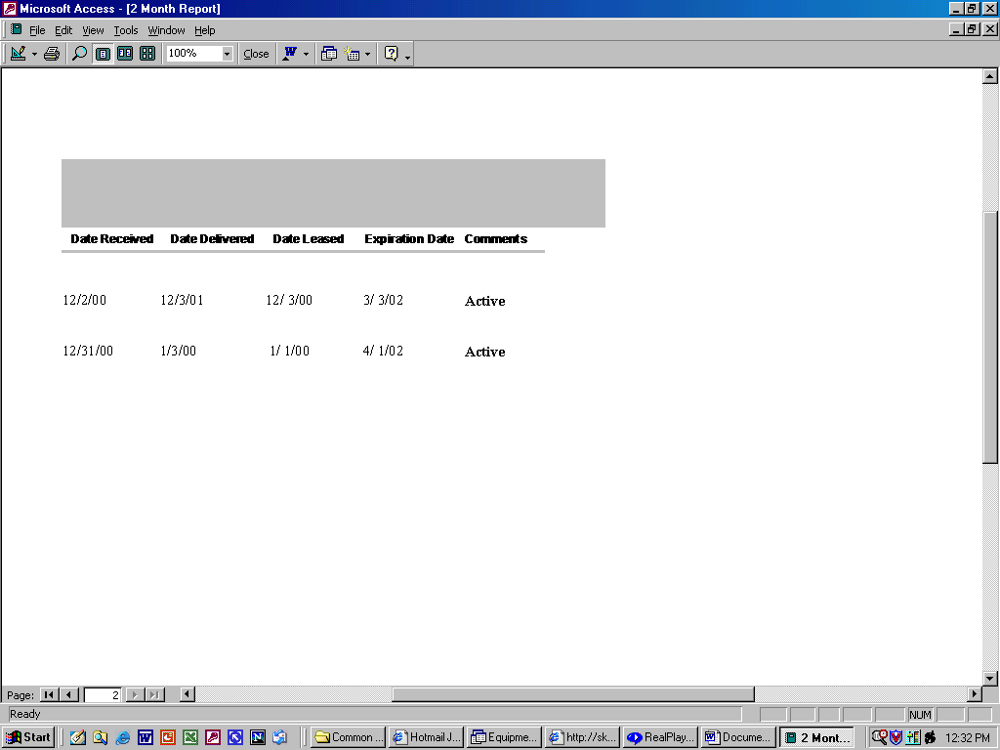 Microsoft Access - [2 Month Report]
File Edit View Tools Window Help
100% Close
Date Received Date Delivered Date Leased Expiration Date Comments
12/2/00 12/3/01 12/ 3/00 3/ 3/02 Active
12/31/00 1/3/00 1/ 1/00 4/ 1/02 Active
Page: 2
Ready NUM
Start Common ... Hotmail J... Equipme... http://sk... RealPlay... Docume... 2 Mont... 12:32 PM